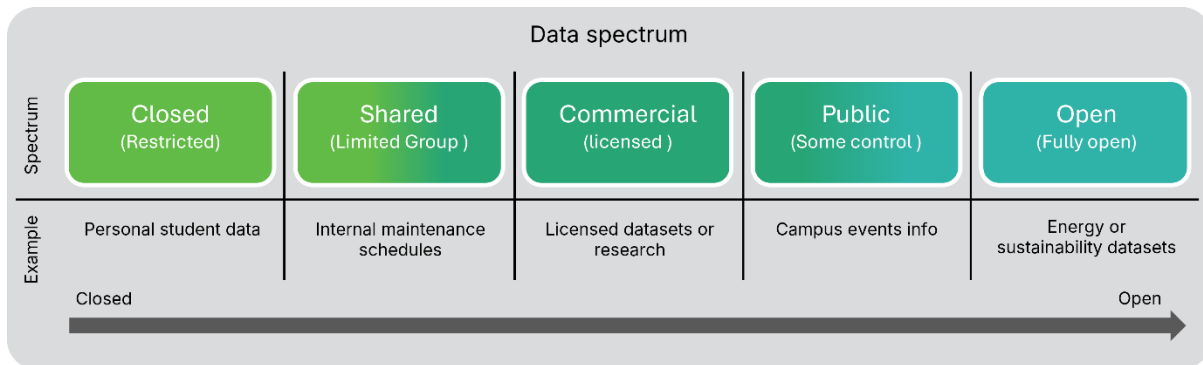 Data spectrum
Spectrum
Closed
(Restricted)
Shared
(Limited Group )
Commercial
(licensed )
Public
(Some control )
Open
(Fully open)
Example
Personal student data
Internal maintenance
schedules
Licensed datasets or
research
Campus events info
Energy or
sustainability datasets
Closed
Open